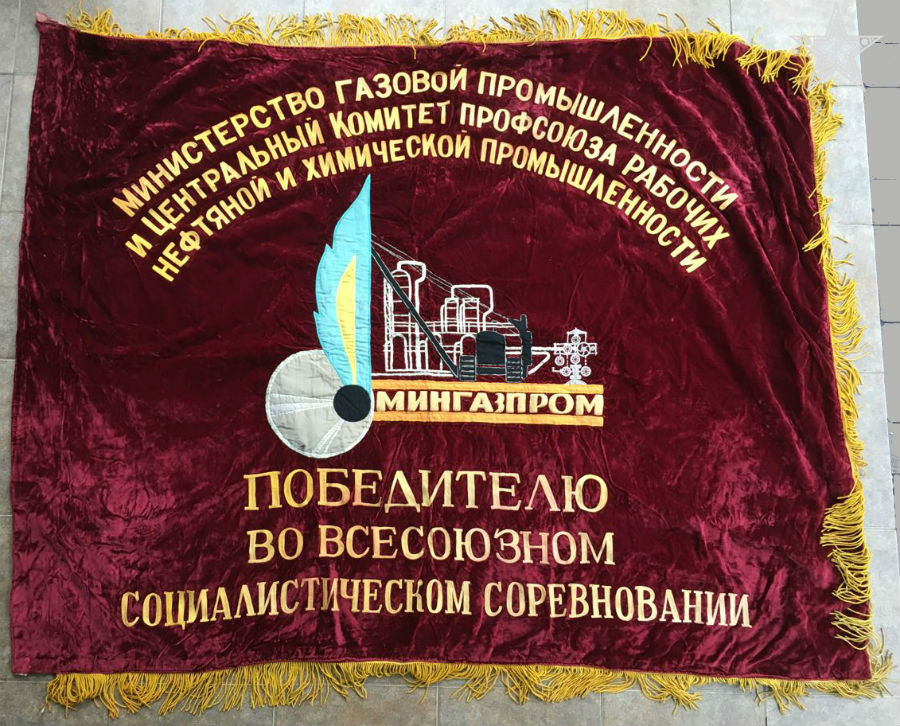 МИНИСТЕРСТВО ГАЗОВОЙ ПРОМЫШЛЕННОСТИ
И ЦЕНТРАЛЬНЫЙ КОМИТЕТ ПРОФСОЮЗА РАБОЧИХ
НЕФТЯНОЙ И ХИМИЧЕСКОЙ ПРОМЫШЛЕННОСТИ
МИНГАЗПРОМ
ПОБЕДИТЕЛЮ
ВО ВСЕСОЮЗНОМ
СОЦИАЛИСТИЧЕСКОМ СОРЕВНОВАНИИ